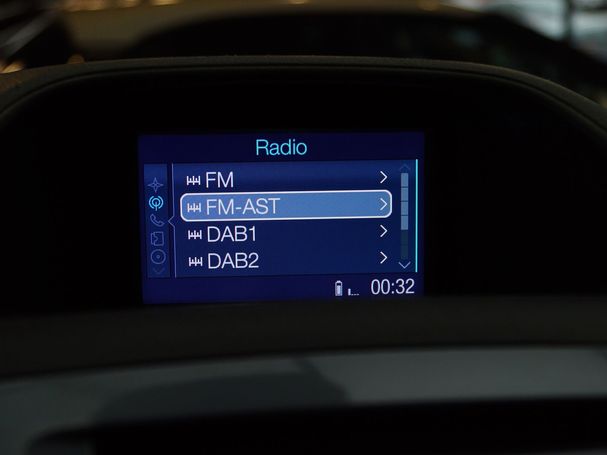 Radio
FM
FM-AST
DAB1
DAB2
00:32